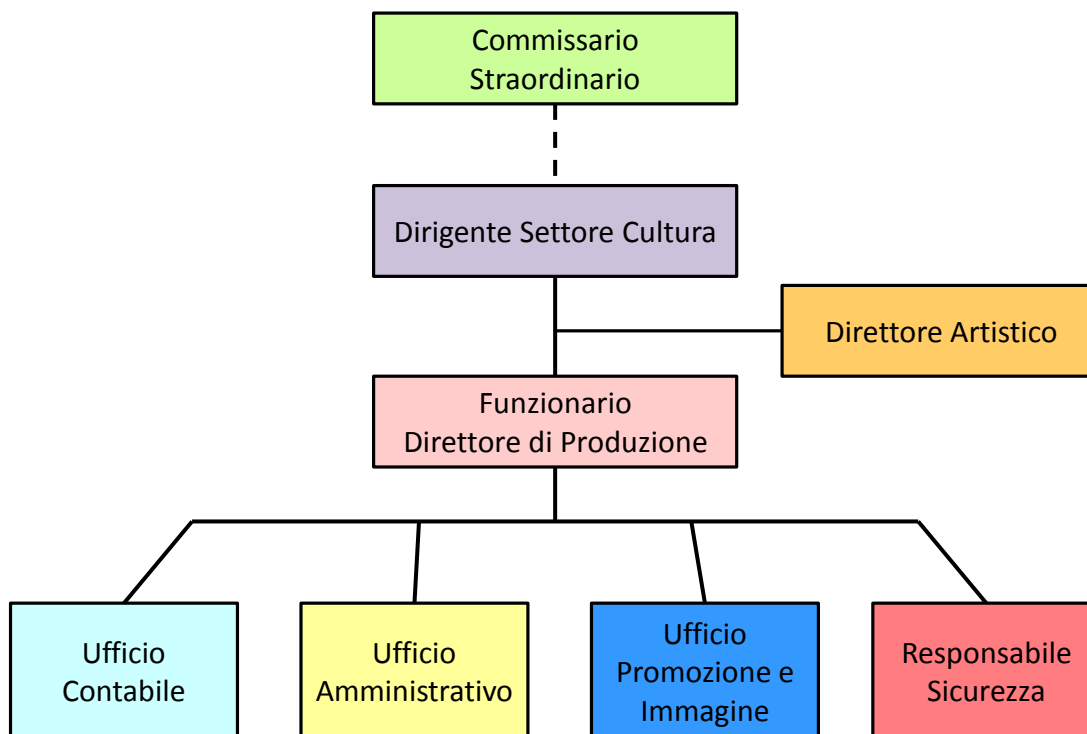 Commissario
Straordinario
Dirigente Settore Cultura
Direttore Artistico
Funzionario
Direttore di Produzione
Ufficio
Contabile
Ufficio
Amministrativo
Ufficio
Promozione e
Immagine
Responsabile
Sicurezza